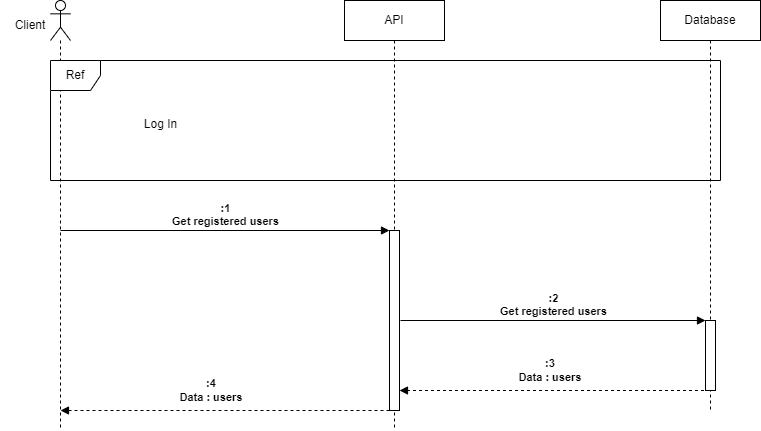 Client
API
Database
Ref
Log In
:1
Get registered users
:2
Get registered users
:3
Data : users
:4
Data : users